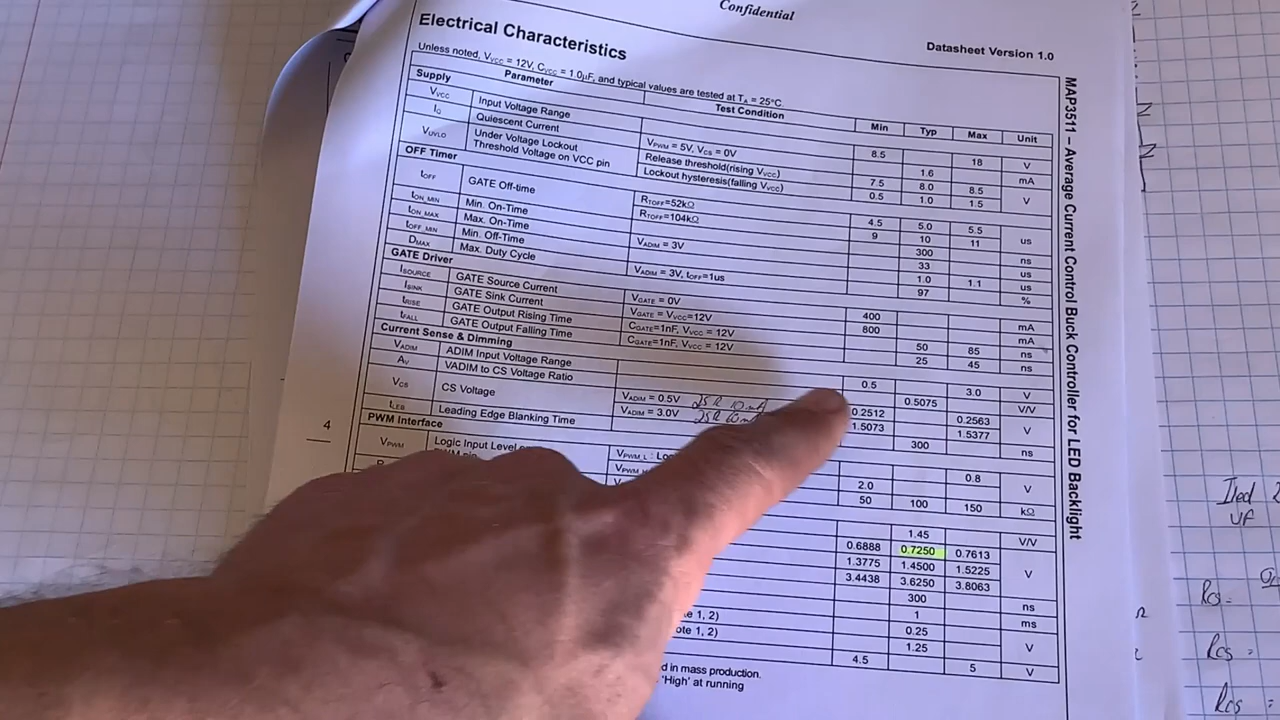 Confidential
Datasheet Version 1.0
Electrical Characteristics
Unless noted, VVCC = 12V, CVCC = 1.0µF, and typical values are tested at TA = 25°C
Parameter Test Condition Min Typ Max Unit
Supply
VVCC Input Voltage Range 8.5 18 V
IQ Quiescent Current VPWM = 5V, VCS = 0V 1.6 mA
VUVLO Under Voltage Lockout Release threshold(rising VVCC) 7.5 8.0 8.5 V
Threshold Voltage on VCC pin Lockout hysteresis(falling VVCC) 0.5 1.0 1.5
OFF Timer
tOFF GATE Off-time RTOFF=52kΩ 4.5 5.0 5.5 us
RTOFF=104kΩ 9 10 11
tON_MIN Min. On-Time 300 ns
tON_MAX Max. On-Time VADIM = 3V 33 us
tOFF_MIN Min. Off-Time 1.0 1.1 us
DMAX Max. Duty Cycle VADIM = 3V, tOFF=1us 97 %
GATE Driver
ISOURCE GATE Source Current VGATE = 0V 400 mA
ISINK GATE Sink Current VGATE = VVCC=12V 800 mA
tRISE GATE Output Rising Time CGATE=1nF, VVCC = 12V 50 85 ns
tFALL GATE Output Falling Time CGATE=1nF, VVCC = 12V 25 45 ns
Current Sense & Dimming
VADIM ADIM Input Voltage Range 0.5 3.0 V
AV VADIM to CS Voltage Ratio 0.5075 V/V
VCS CS Voltage VADIM = 0.5V 25R 10mA 0.2512 0.2563 V
VADIM = 3.0V 25R 60m 1.5073 1.5377
tLEB Leading Edge Blanking Time 300 ns
PWM Interface
VPWM Logic Input Level VPWM_L : 0.8 V
2.0
50 100 150 kΩ
1.45 V/V
0.6888 0.7250 0.7613 V
1.3775 1.4500 1.5225
3.4438 3.6250 3.8063
300 ns
1 ms
1, 2) 0.25 V
1, 2) 1.25
4.5 5 V
d in mass production.
'High' at running
4
MAP3511 – Average Current Control Buck Controller for LED Backlight
Iled
VF
Rcs =
Rcs =
Rcs =